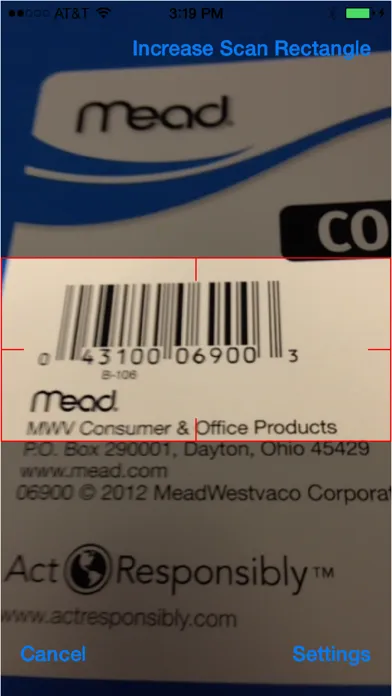 AT&T 3:19 PM
Increase Scan Rectangle
Mead
CO
0 43100 06900 3
B-106
Mead
MWV Consumer & Office Products
P.O. Box 290001, Dayton, Ohio 45429
www.mead.com
06900 © 2012 MeadWestvaco Corporat
Act Responsibly™
www.actresponsibly.com
Cancel Settings